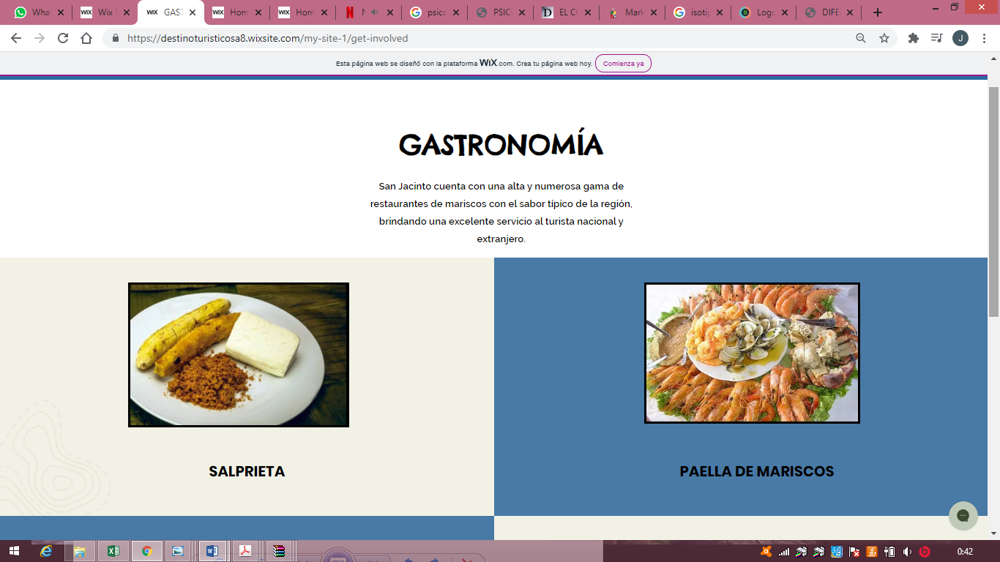 Wha
Wix
GAS
Hom
Hom
psicc
PSIC
EL C
Mark
isotip
Logo
DIFE
https://destinoturisticosa8.wixsite.com/my-site-1/get-involved
J
Esta página web se diseñó con la plataforma WiX.com. Crea tu página web hoy. Comienza ya
GASTRONOMÍA
San Jacinto cuenta con una alta y numerosa gama de
restaurantes de mariscos con el sabor típico de la región,
brindando una excelente servicio al turista nacional y
extranjero.
SALPRIETA
PAELLA DE MARISCOS
0:42